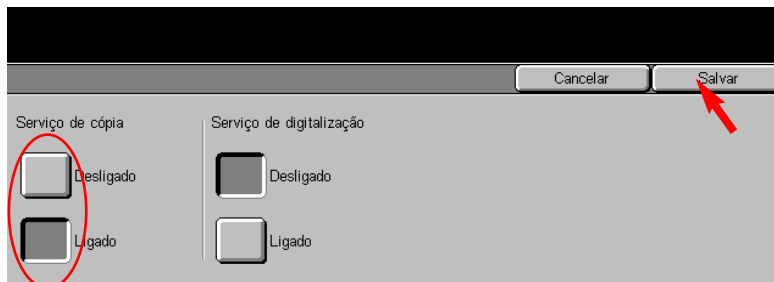 Cancelar
Salvar
Serviço de cópia
Serviço de digitalização
Desligado
Desligado
Ligado
Ligado